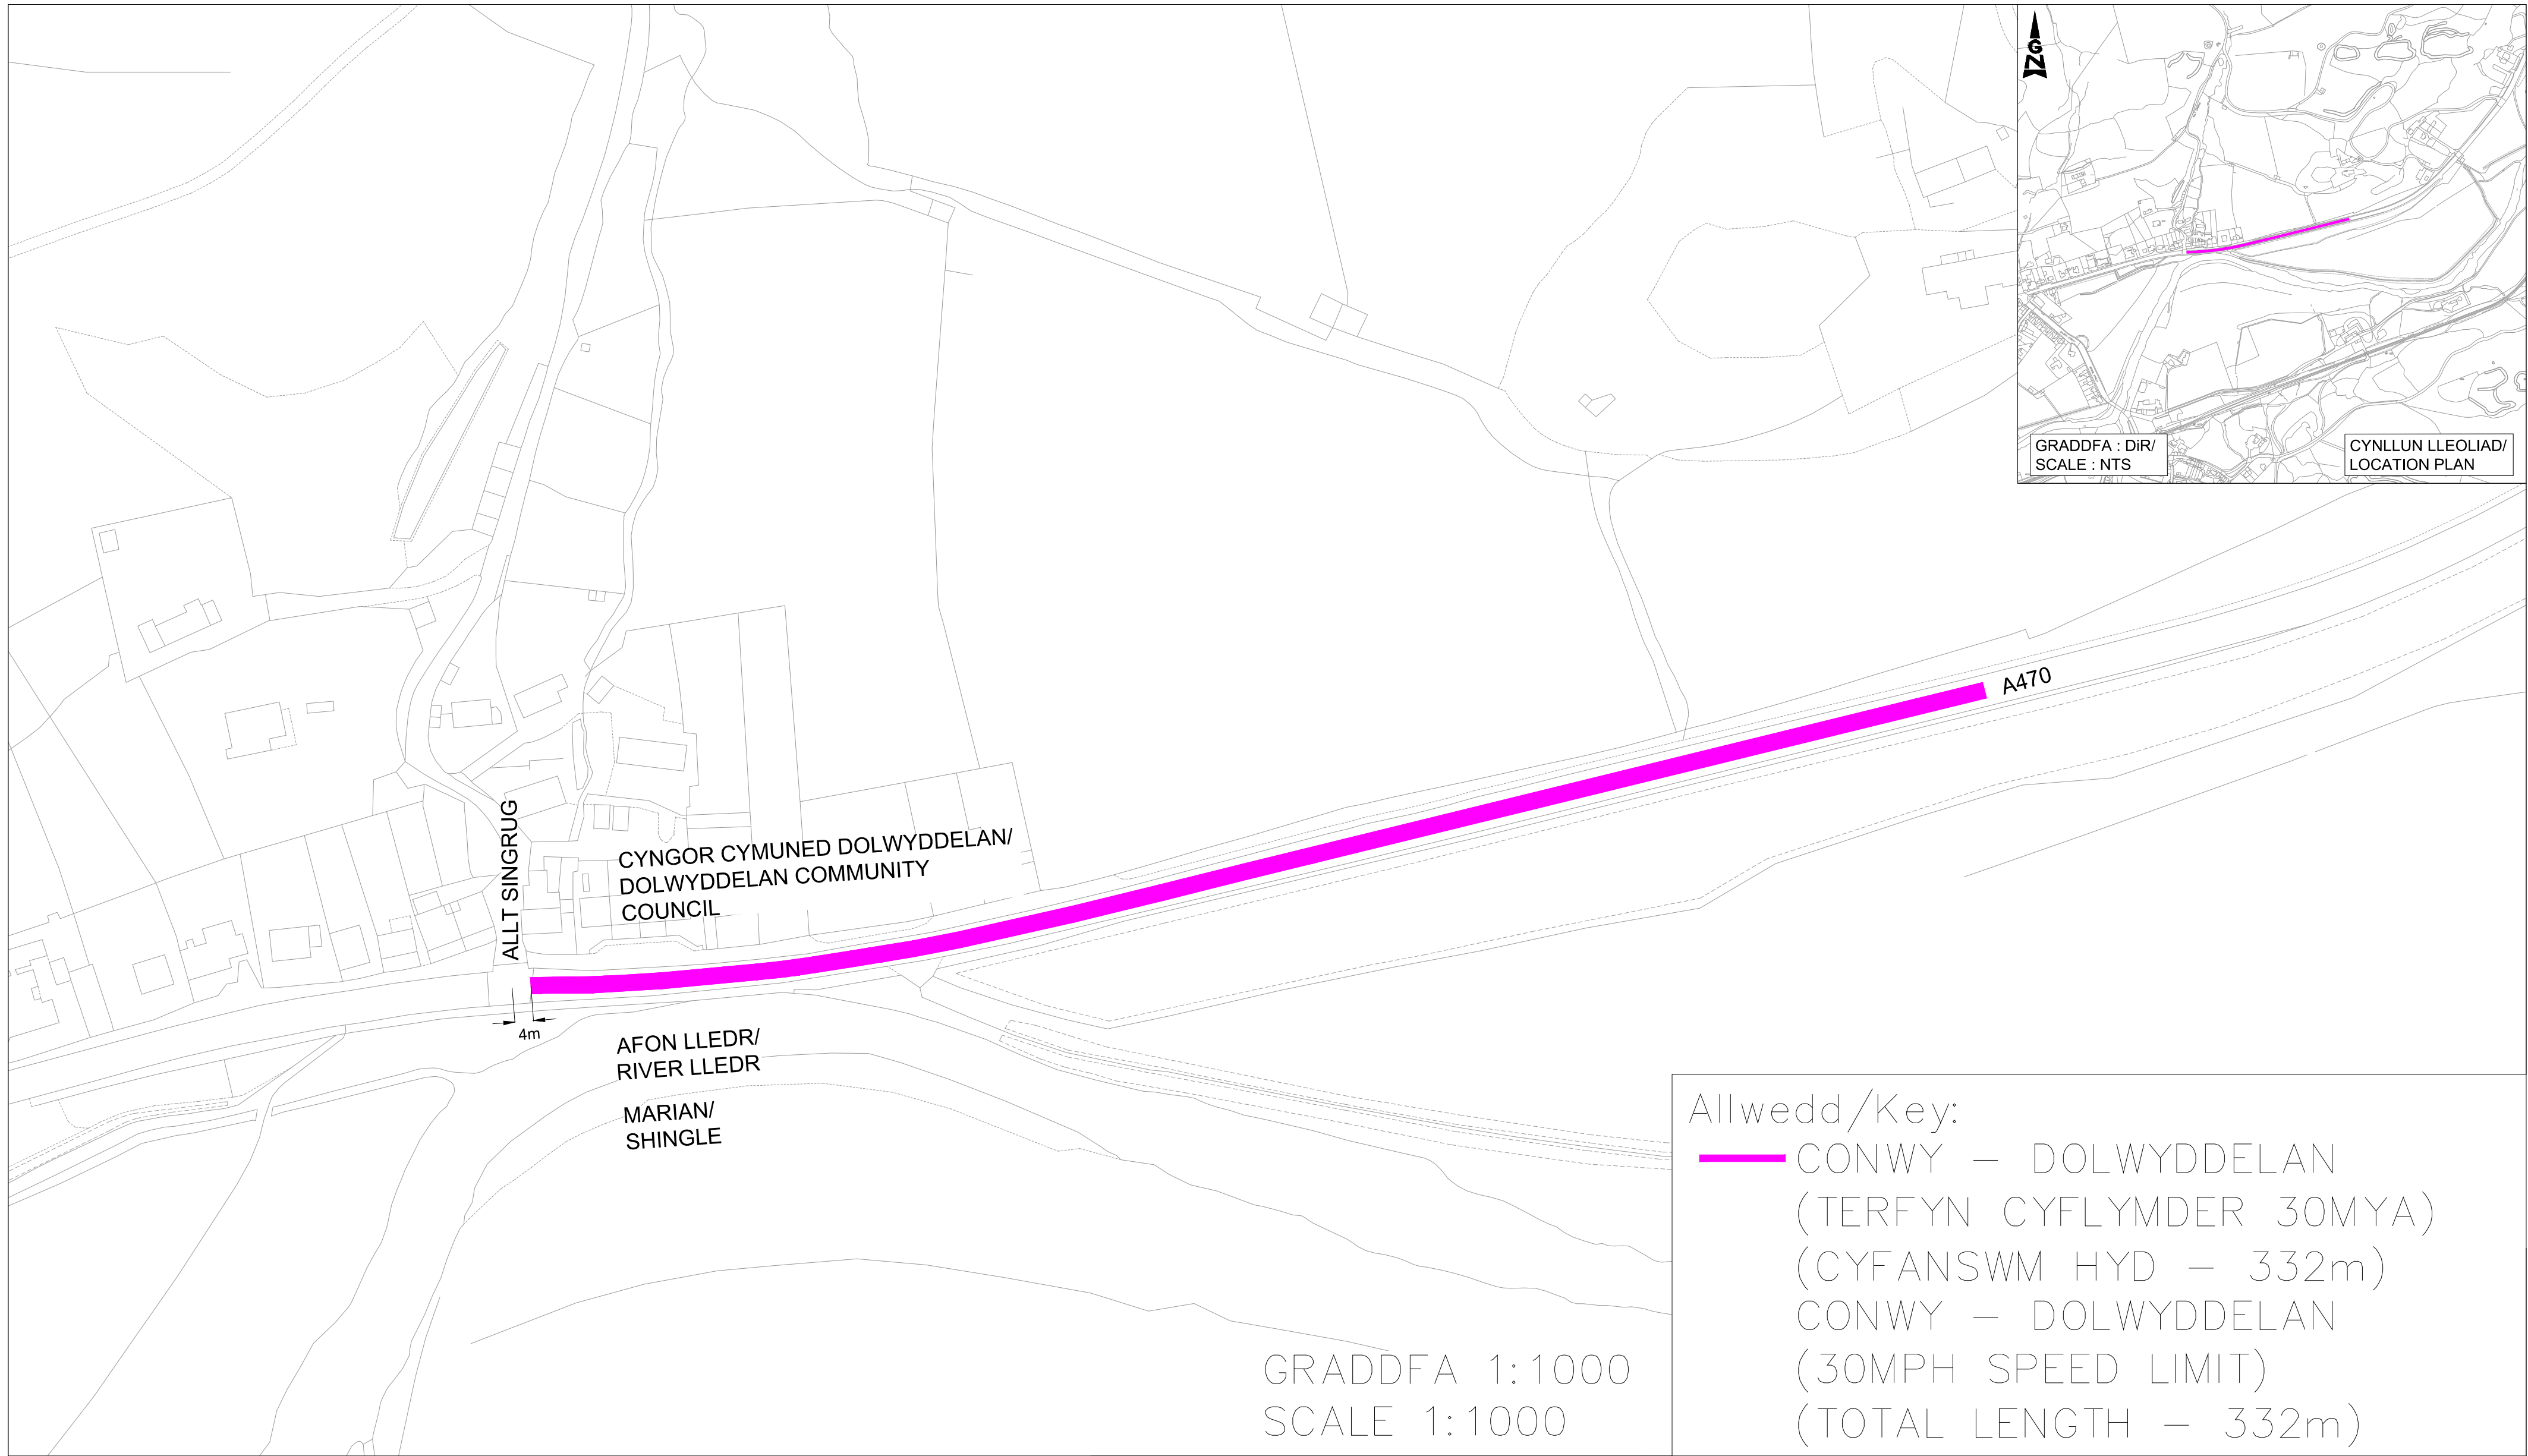 G
N
GRADDFA : DiR/
SCALE : NTS
CYNLLUN LLEOLIAD/
LOCATION PLAN
A470
ALLT SINGRUG
CYNGOR CYMUNED DOLWYDDELAN/
DOLWYDDELAN COMMUNITY
COUNCIL
4m
AFON LLEDR/
RIVER LLEDR
MARIAN/
SHINGLE
GRADDFA 1:1000
SCALE 1:1000
Allwedd/Key:
CONWY – DOLWYDDELAN
(TERFYN CYFLYMDER 30MYA)
(CYFANSWM HYD – 332m)
CONWY – DOLWYDDELAN
(30MPH SPEED LIMIT)
(TOTAL LENGTH – 332m)